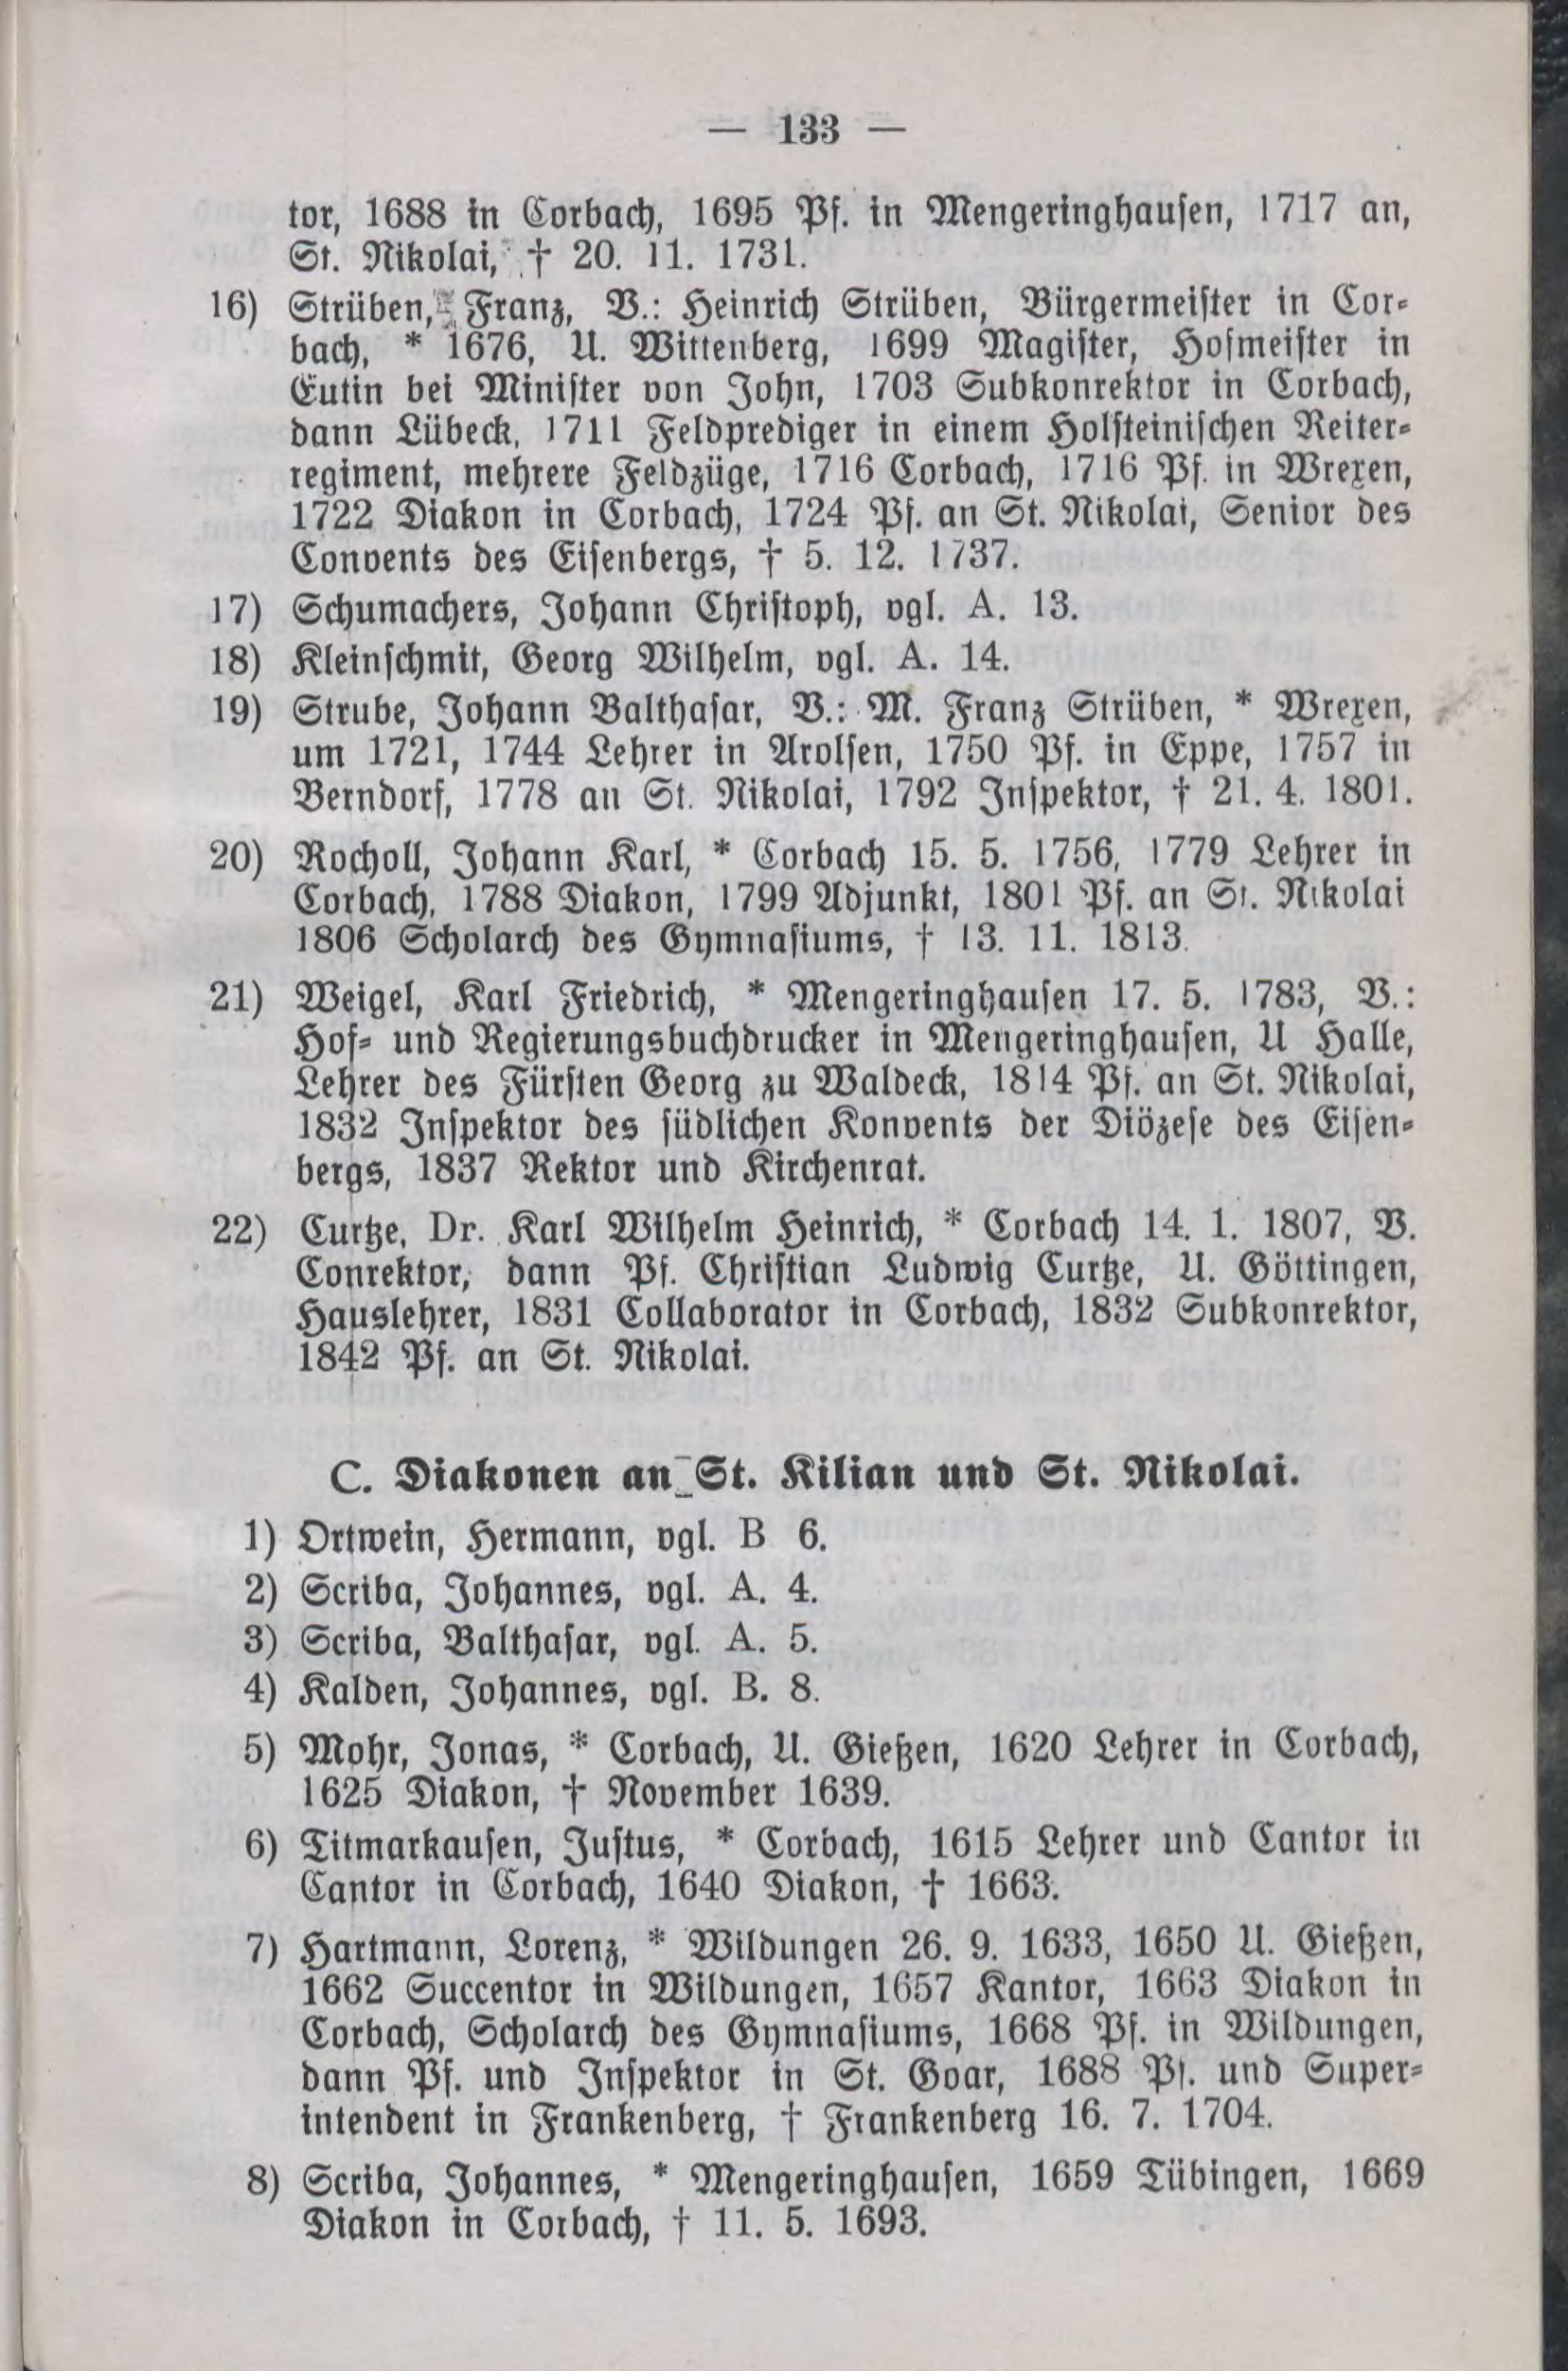 — 133 —
tor, 1688 in Corbach, 1695 Pf. in Mengeringhausen, 1717 an,
St. Nikolai, † 20. 11. 1731.
16) Strüben, Franz, V.: Heinrich Strüben, Bürgermeister in Cor-
bach, * 1676, U. Wittenberg, 1699 Magister, Hofmeister in
Eutin bei Minister von John, 1703 Subkonrektor in Corbach,
dann Lübeck, 1711 Feldprediger in einem Holsteinischen Reiter-
regiment, mehrere Feldzüge, 1716 Corbach, 1716 Pf. in Wrexen,
1722 Diakon in Corbach, 1724 Pf. an St. Nikolai, Senior des
Convents des Eisenbergs, † 5. 12. 1737.
17) Schumachers, Johann Christoph, vgl. A. 13.
18) Kleinschmit, Georg Wilhelm, vgl. A. 14.
19) Strube, Johann Balthasar, V.: M. Franz Strüben, * Wrexen,
um 1721, 1744 Lehrer in Arolsen, 1750 Pf. in Eppe, 1757 in
Berndorf, 1778 an St. Nikolai, 1792 Inspektor, † 21. 4. 1801.
20) Rocholl, Johann Karl, * Corbach 15. 5. 1756, 1779 Lehrer in
Corbach, 1788 Diakon, 1799 Adjunkt, 1801 Pf. an St. Nikolai
1806 Scholarch des Gymnasiums, † 13. 11. 1813.
21) Weigel, Karl Friedrich, * Mengeringhausen 17. 5. 1783, V.:
Hof- und Regierungsbuchdrucker in Mengeringhausen, U Halle,
Lehrer des Fürsten Georg zu Waldeck, 1814 Pf. an St. Nikolai,
1832 Inspektor des südlichen Konvents der Diözese des Eisen-
bergs, 1837 Rektor und Kirchenrat.
22) Curtze, Dr. Karl Wilhelm Heinrich, * Corbach 14. 1. 1807, V.
Conrektor, dann Pf. Christian Ludwig Curtze, U. Göttingen,
Hauslehrer, 1831 Collaborator in Corbach, 1832 Subkonrektor,
1842 Pf. an St. Nikolai.
C. Diakonen an St. Kilian und St. Nikolai.
1) Ortwein, Hermann, vgl. B 6.
2) Scriba, Johannes, vgl. A. 4.
3) Scriba, Balthasar, vgl. A. 5.
4) Kalden, Johannes, vgl. B. 8.
5) Mohr, Jonas, * Corbach, U. Gießen, 1620 Lehrer in Corbach,
1625 Diakon, † November 1639.
6) Titmarkausen, Justus, * Corbach, 1615 Lehrer und Cantor in
Cantor in Corbach, 1640 Diakon, † 1663.
7) Hartmann, Lorenz, * Wildungen 26. 9. 1633, 1650 U. Gießen,
1662 Succentor in Wildungen, 1657 Kantor, 1663 Diakon in
Corbach, Scholarch des Gymnasiums, 1668 Pf. in Wildungen,
dann Pf. und Inspektor in St. Goar, 1688 Pf. und Super-
intendent in Frankenberg, † Frankenberg 16. 7. 1704.
8) Scriba, Johannes, * Mengeringhausen, 1659 Tübingen, 1669
Diakon in Corbach, † 11. 5. 1693.